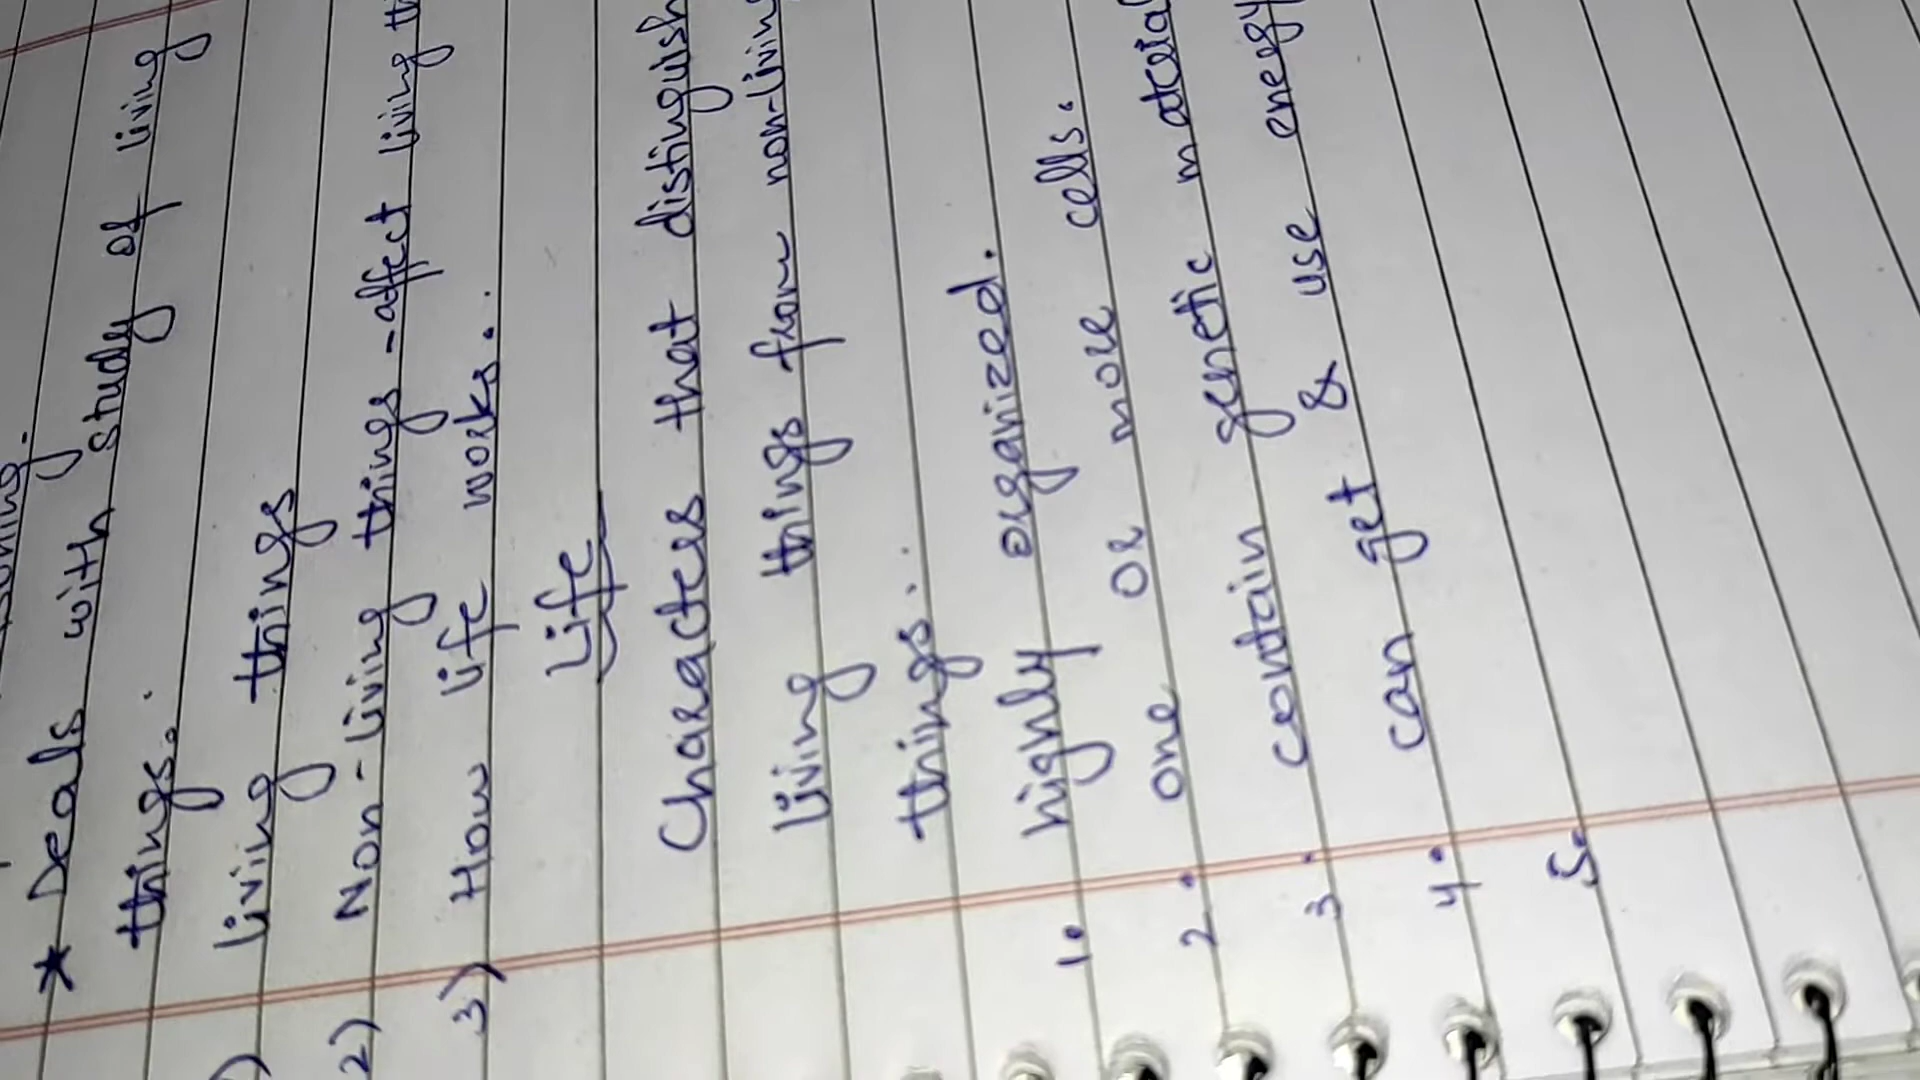 * Deals with study of living
things.
1) living things
2) Non-living things - affect living
3) How life works.
Life
Characters that distinguish
living things from non-living
things.
1. highly organized.
2. one or more cells.
3. contain genetic material
4. can get & use energy
5.